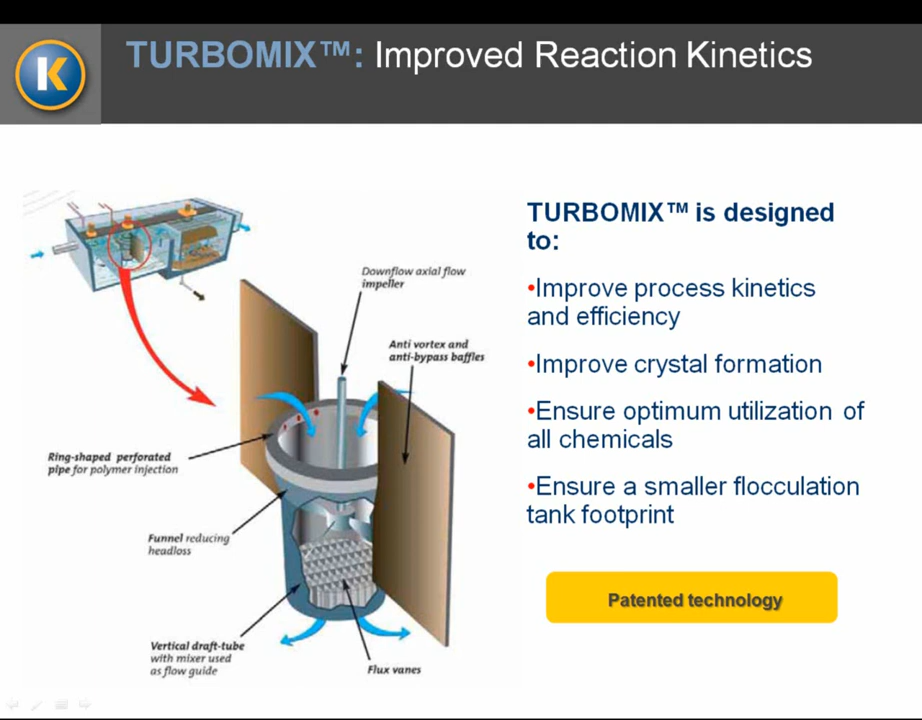 K
TURBOMIX™: Improved Reaction Kinetics
Downflow axial flow
impeller
Anti vortex and
anti-bypass baffles
Ring-shaped perforated
pipe for polymer injection
Funnel reducing
headloss
Vertical draft-tube
with mixer used
as flow guide
Flux vanes
TURBOMIX™ is designed
to:
•Improve process kinetics
and efficiency
•Improve crystal formation
•Ensure optimum utilization of
all chemicals
•Ensure a smaller flocculation
tank footprint
Patented technology